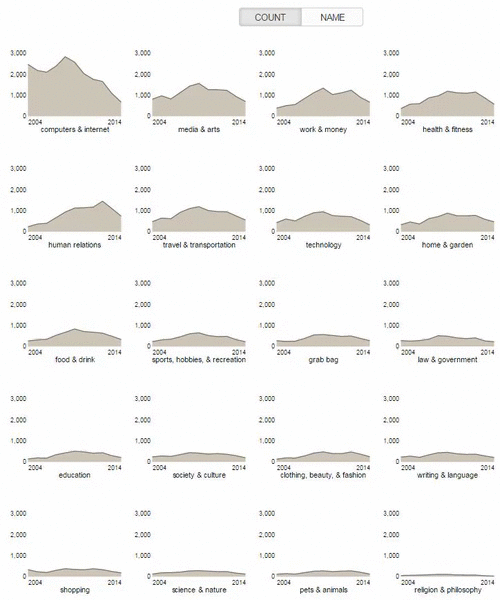 COUNT NAME
3,000 3,000 3,000 3,000
2,000 2,000 2,000 2,000
1,000 1,000 1,000 1,000
0 0 0 0
2004 2014 2004 2014 2004 2014 2004 2014
computers & internet media & arts work & money health & fitness
3,000 3,000 3,000 3,000
2,000 2,000 2,000 2,000
1,000 1,000 1,000 1,000
0 0 0 0
2004 2014 2004 2014 2004 2014 2004 2014
human relations travel & transportation technology home & garden
3,000 3,000 3,000 3,000
2,000 2,000 2,000 2,000
1,000 1,000 1,000 1,000
0 0 0 0
2004 2014 2004 2014 2004 2014 2004 2014
food & drink sports, hobbies, & recreation grab bag law & government
3,000 3,000 3,000 3,000
2,000 2,000 2,000 2,000
1,000 1,000 1,000 1,000
0 0 0 0
2004 2014 2004 2014 2004 2014 2004 2014
education society & culture clothing, beauty, & fashion writing & language
3,000 3,000 3,000 3,000
2,000 2,000 2,000 2,000
1,000 1,000 1,000 1,000
0 0 0 0
2004 2014 2004 2014 2004 2014 2004 2014
shopping science & nature pets & animals religion & philosophy